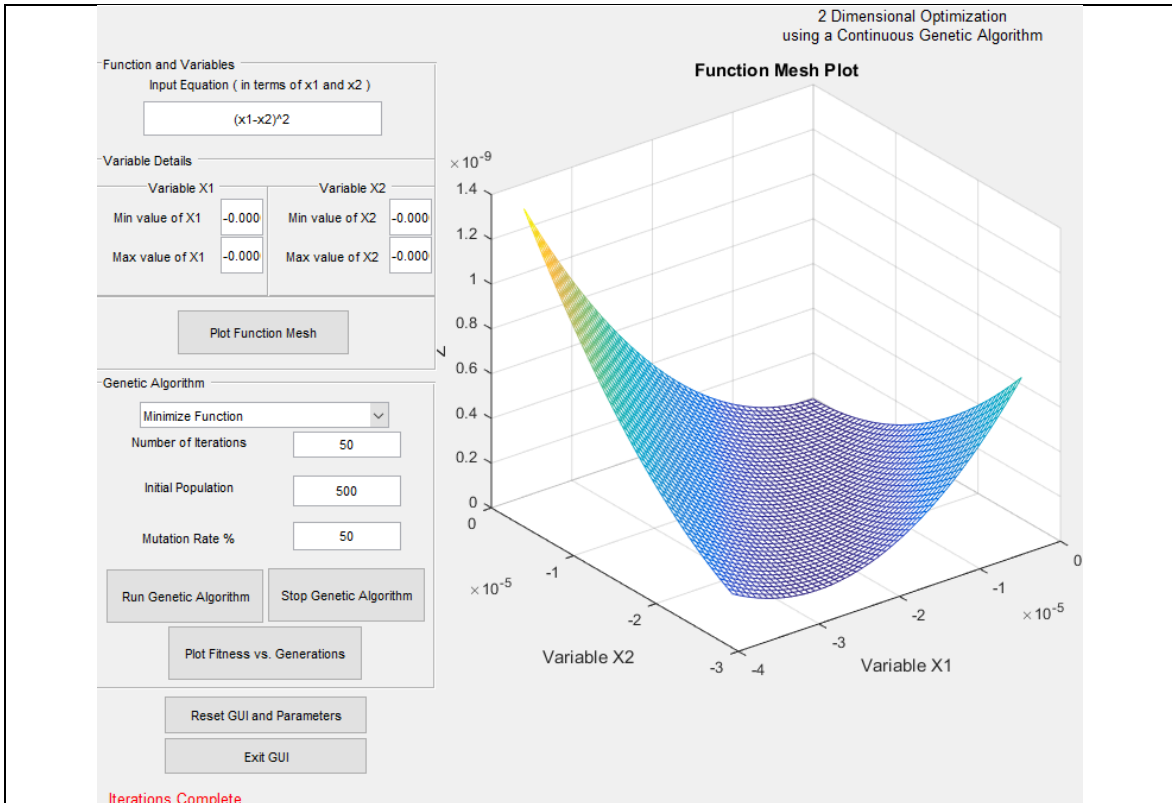 2 Dimensional Optimization
using a Continuous Genetic Algorithm
Function and Variables
Input Equation ( in terms of x1 and x2 )
(x1-x2)^2
Variable Details
Variable X1
Min value of X1
-0.000
Max value of X1
-0.000
Variable X2
Min value of X2
-0.000
Max value of X2
-0.000
Plot Function Mesh
Genetic Algorithm
Minimize Function
Number of Iterations
50
Initial Population
500
Mutation Rate %
50
Run Genetic Algorithm
Stop Genetic Algorithm
Plot Fitness vs. Generations
Reset GUI and Parameters
Exit GUI
Iterations Complete
Function Mesh Plot
×10^-9
1.4
1.2
1
0.8
0.6
0.4
0.2
0
0
-1
×10^-5
-2
-3
Variable X2
-4
-3
-2
-1
0
×10^-5
Variable X1